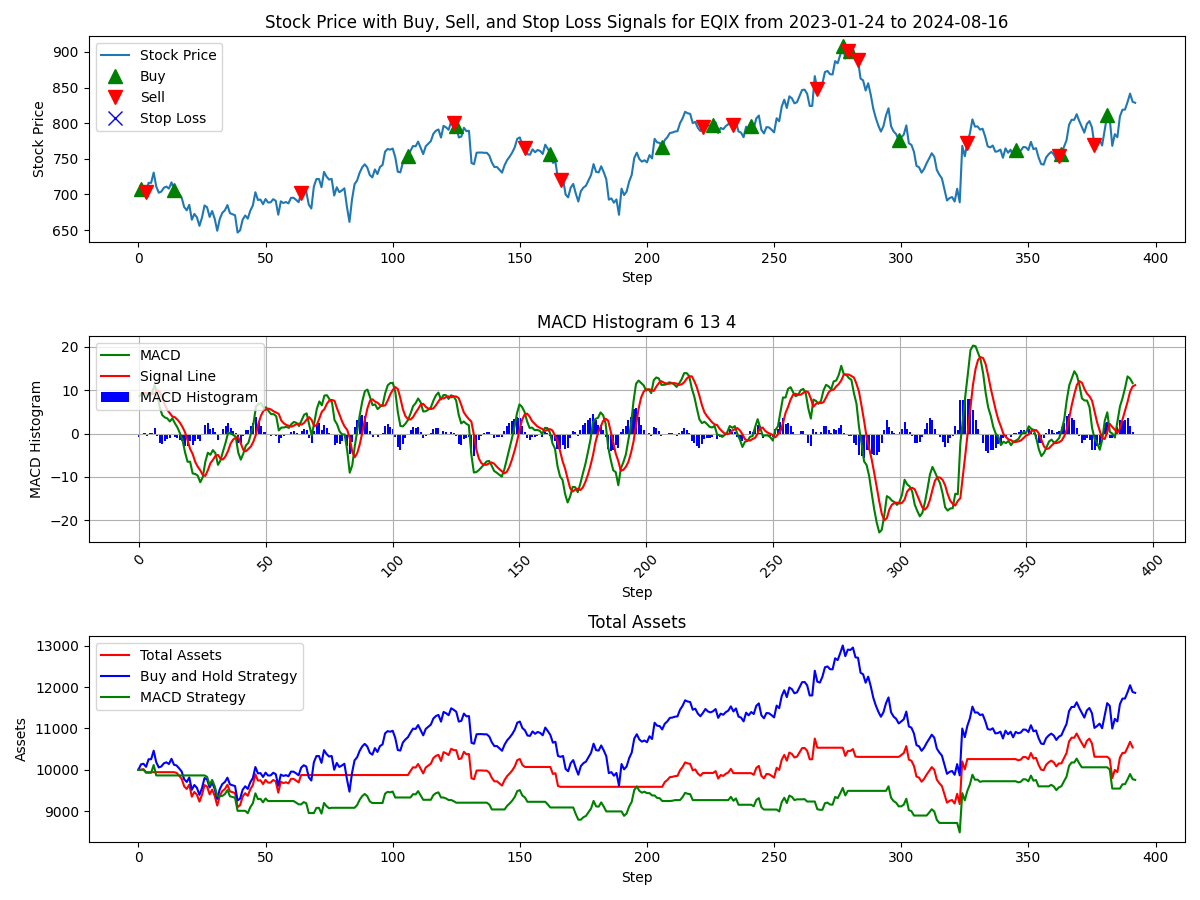 Stock Price with Buy, Sell, and Stop Loss Signals for EQIX from 2023-01-24 to 2024-08-16
Stock Price
Buy
Sell
Stop Loss
Stock Price
900
850
800
750
700
650
0 50 100 150 200 250 300 350 400
Step
MACD Histogram 6 13 4
MACD
Signal Line
MACD Histogram
MACD Histogram
20
10
0
−10
−20
0 50 100 150 200 250 300 350 400
Step
Total Assets
Total Assets
Buy and Hold Strategy
MACD Strategy
Assets
13000
12000
11000
10000
9000
0 50 100 150 200 250 300 350 400
Step